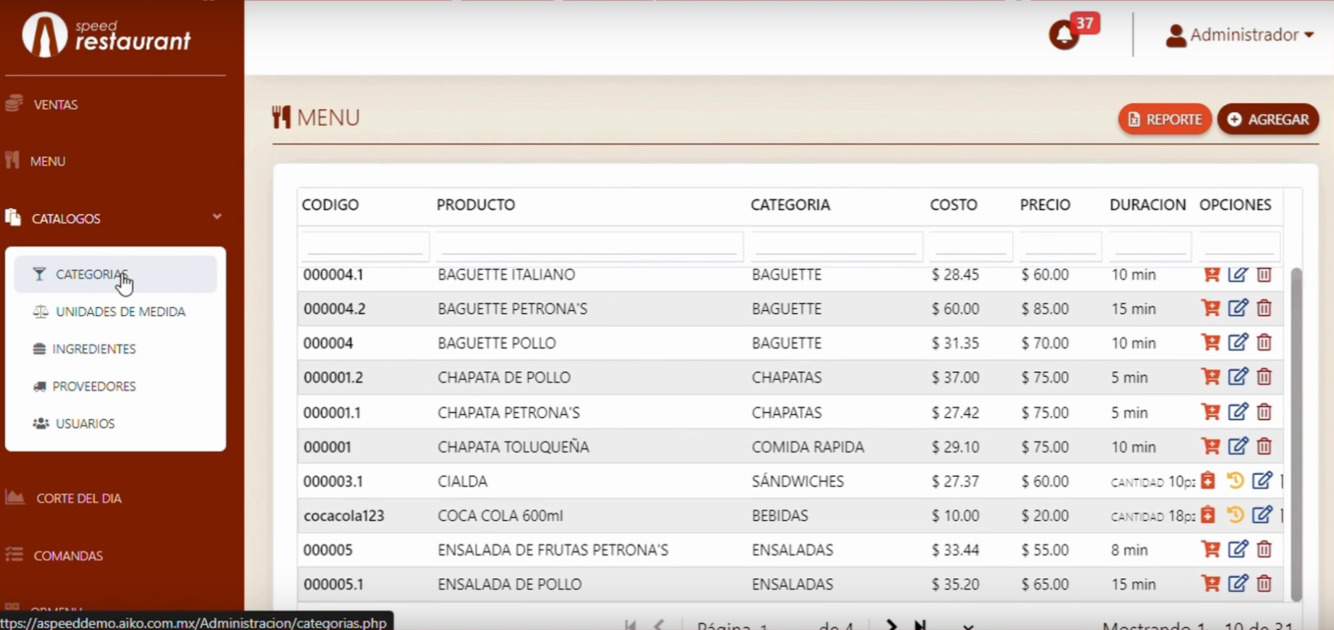 speed
restaurant
37
Administrador
VENTAS
MENU
CATALOGOS
CATEGORIAS
UNIDADES DE MEDIDA
INGREDIENTES
PROVEEDORES
USUARIOS
CORTE DEL DIA
COMANDAS
QRMENU
MENU
REPORTE
AGREGAR
CODIGO PRODUCTO CATEGORIA COSTO PRECIO DURACION OPCIONES
000004.1 BAGUETTE ITALIANO BAGUETTE $ 28.45 $ 60.00 10 min
000004.2 BAGUETTE PETRONA'S BAGUETTE $ 60.00 $ 85.00 15 min
000004 BAGUETTE POLLO BAGUETTE $ 31.35 $ 70.00 10 min
000001.2 CHAPATA DE POLLO CHAPATAS $ 37.00 $ 75.00 5 min
000001.1 CHAPATA PETRONA'S CHAPATAS $ 27.42 $ 75.00 5 min
000001 CHAPATA TOLUQUEÑA COMIDA RAPIDA $ 29.10 $ 75.00 10 min
000003.1 CIALDA SÁNDWICHES $ 27.37 $ 60.00 CANTIDAD 10pz
cocacola123 COCA COLA 600ml BEBIDAS $ 10.00 $ 20.00 CANTIDAD 18pz
000005 ENSALADA DE FRUTAS PETRONA'S ENSALADAS $ 33.44 $ 55.00 8 min
000005.1 ENSALADA DE POLLO ENSALADAS $ 35.20 $ 65.00 15 min
Página 1 de 4 Mostrando 1 - 10 de 31
ttps://aspeeddemo.aiko.com.mx/Administracion/categorias.php